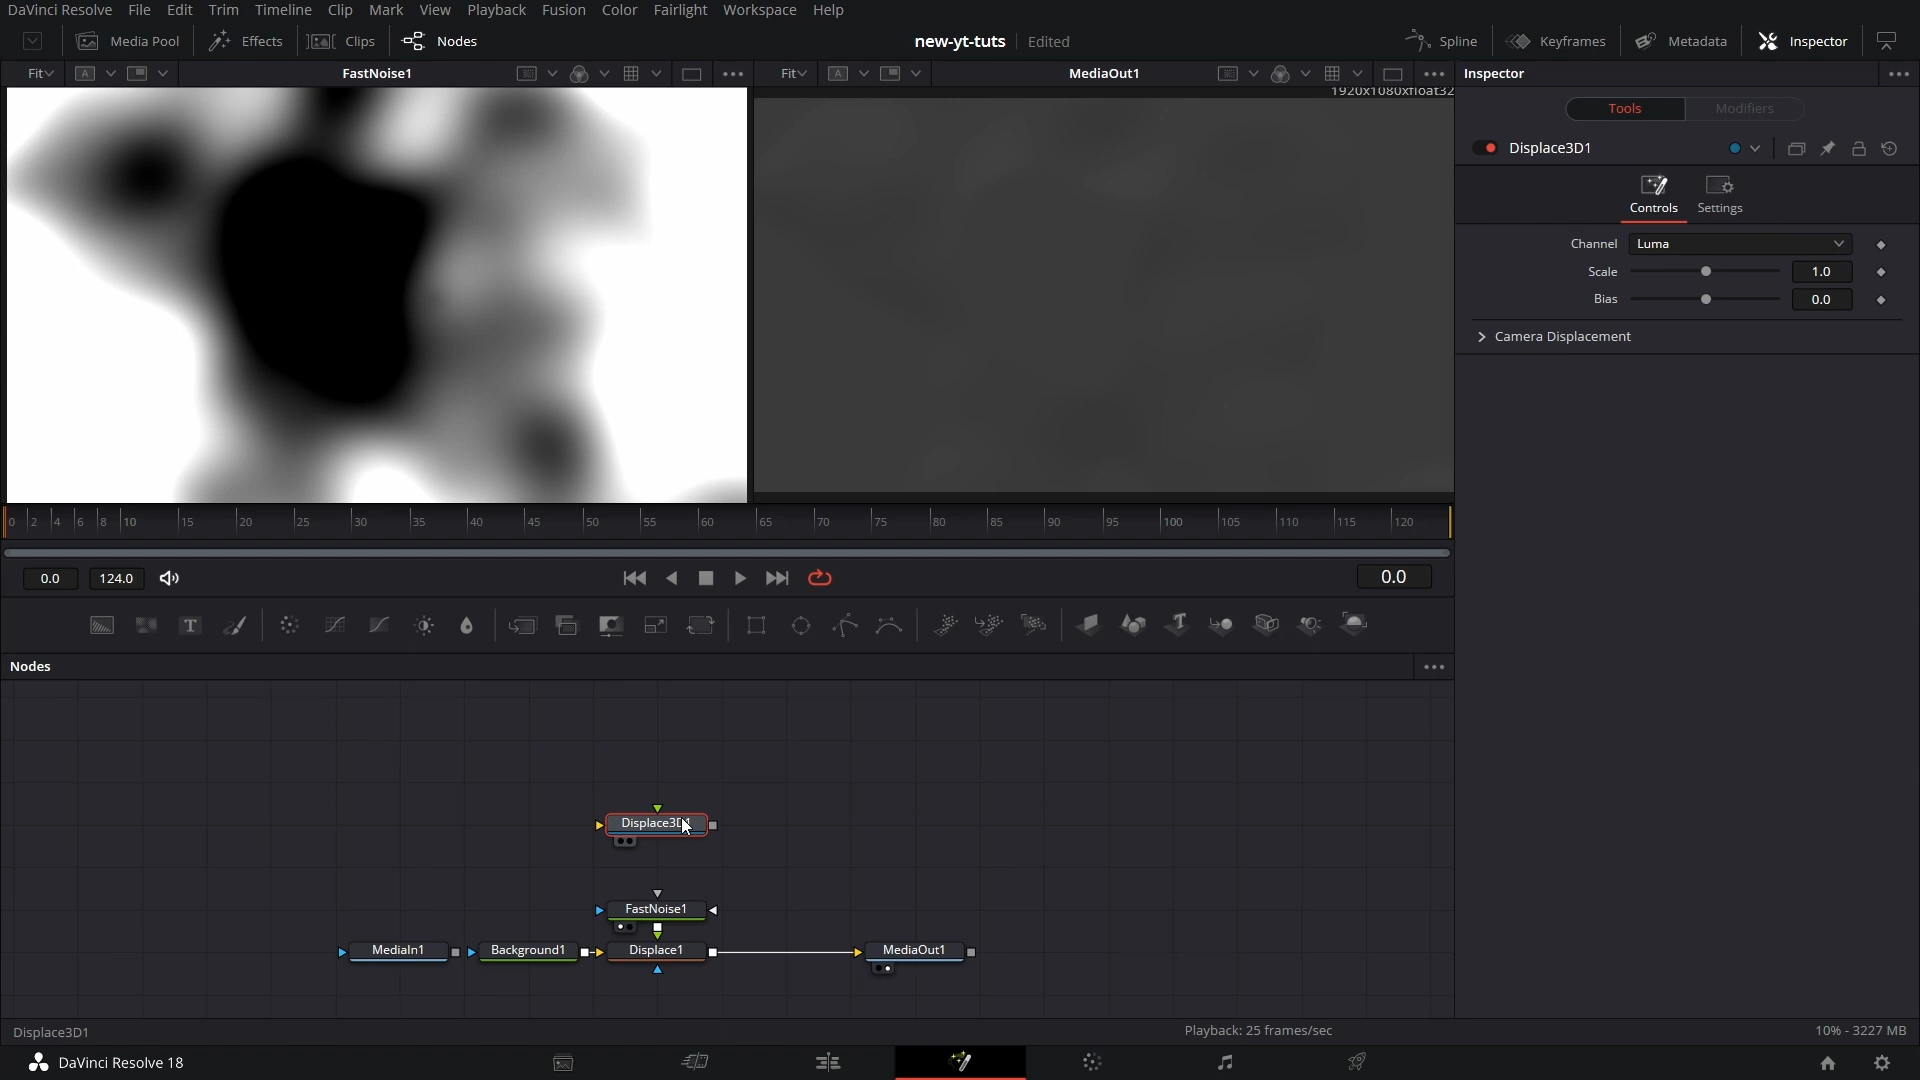 DaVinci Resolve File Edit Trim Timeline Clip Mark View Playback Fusion Color Fairlight Workspace Help
Media Pool Effects Clips Nodes new-yt-tuts Edited Spline Keyframes Metadata Inspector
Fit A FastNoise1 Fit A MediaOut1 Inspector
1920x1080xfloat32
Tools Modifiers
Displace3D1
Controls Settings
Channel Luma
Scale 1.0
Bias 0.0
Camera Displacement
0 2 4 6 8 10 15 20 25 30 35 40 45 50 55 60 65 70 75 80 85 90 95 100 105 110 115 120
0.0 124.0 0.0
T T
Nodes
Displace3D1
FastNoise1
MediaIn1 Background1 Displace1 MediaOut1
Displace3D1 Playback: 25 frames/sec 10% - 3227 MB
DaVinci Resolve 18